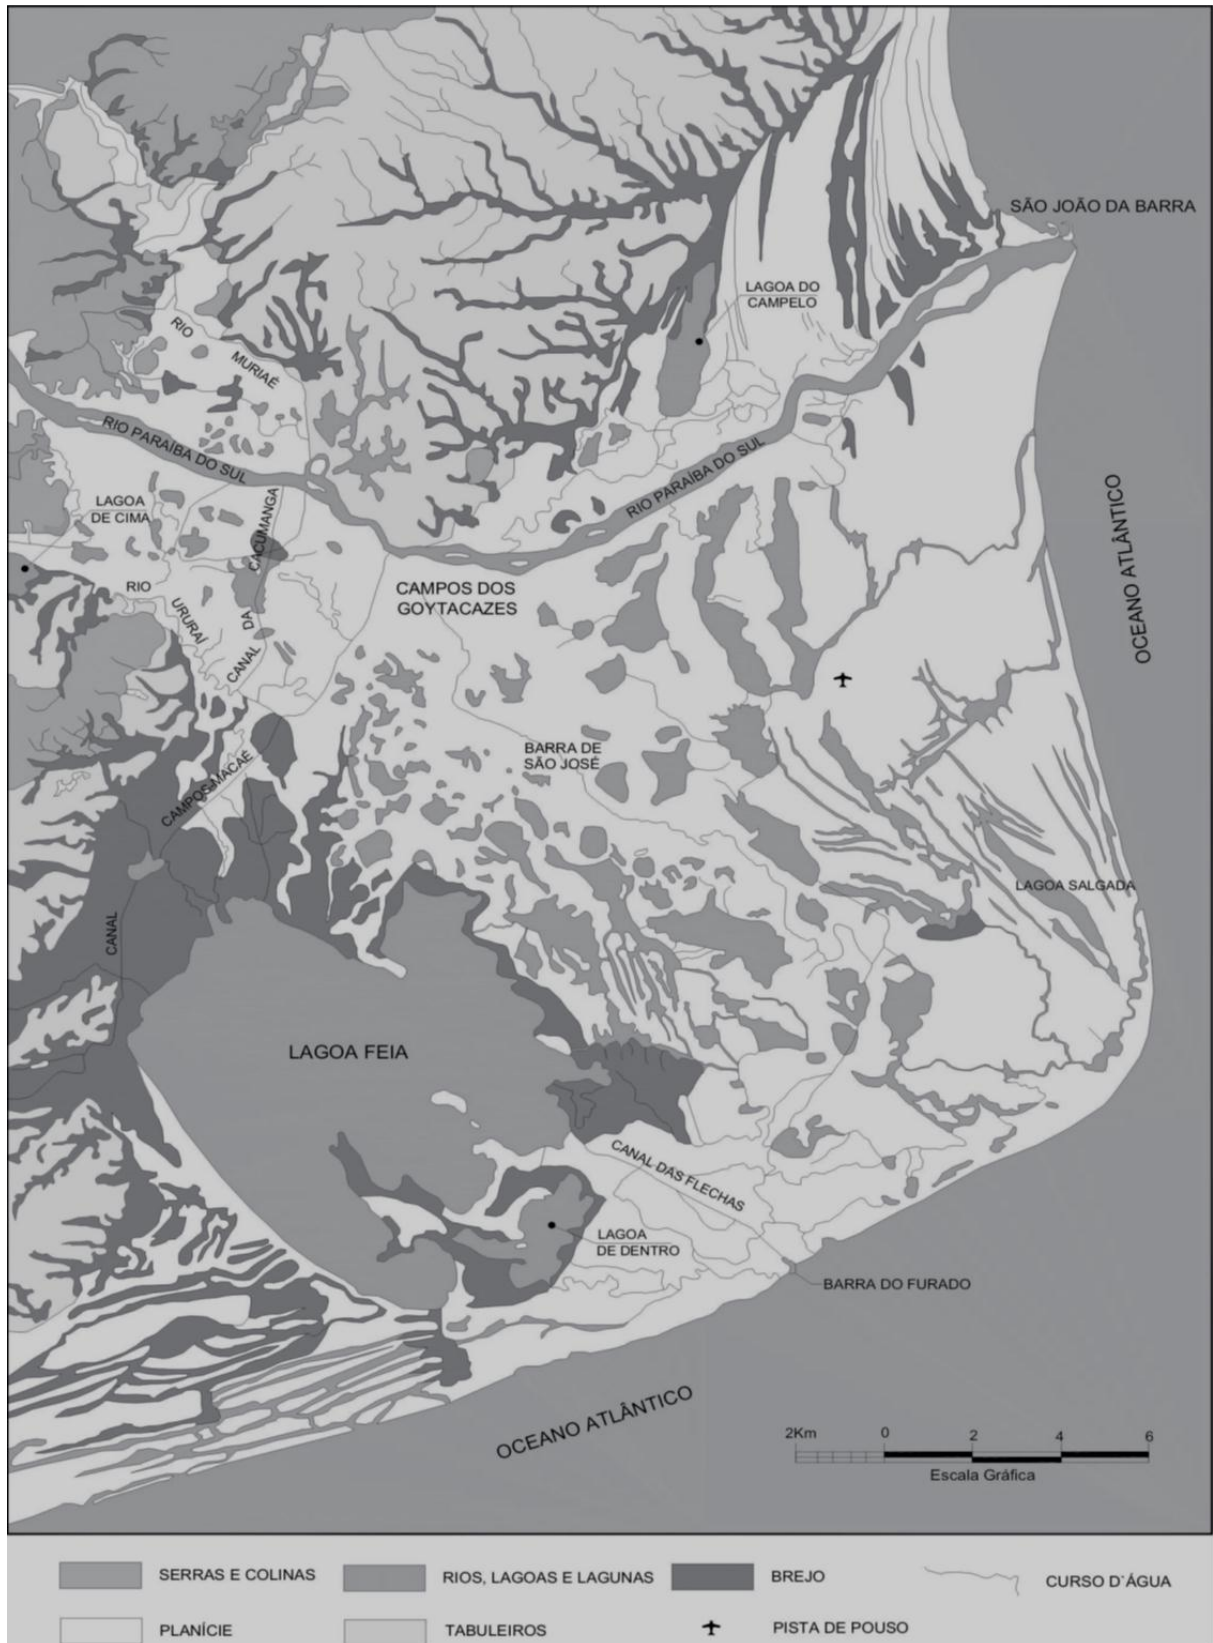 SÃO JOÃO DA BARRA
LAGOA DO
CAMPELO
RIO
MURIAÉ
RIO PARAÍBA DO SUL
RIO PARAÍBA DO SUL
LAGOA
DE CIMA
CACUMANGA
DA
CANAL
RIO
URURAÍ
CAMPOS DOS
GOYTACAZES
OCEANO ATLÂNTICO
BARRA DE
SÃO JOSÉ
CAMPOS-MACAÉ
CANAL
LAGOA SALGADA
LAGOA FEIA
CANAL DAS FLECHAS
LAGOA
DE DENTRO
BARRA DO FURADO
OCEANO ATLÂNTICO
2Km 0 2 4 6
Escala Gráfica
SERRAS E COLINAS
RIOS, LAGOAS E LAGUNAS
BREJO
CURSO D'ÁGUA
PLANÍCIE
TABULEIROS
PISTA DE POUSO